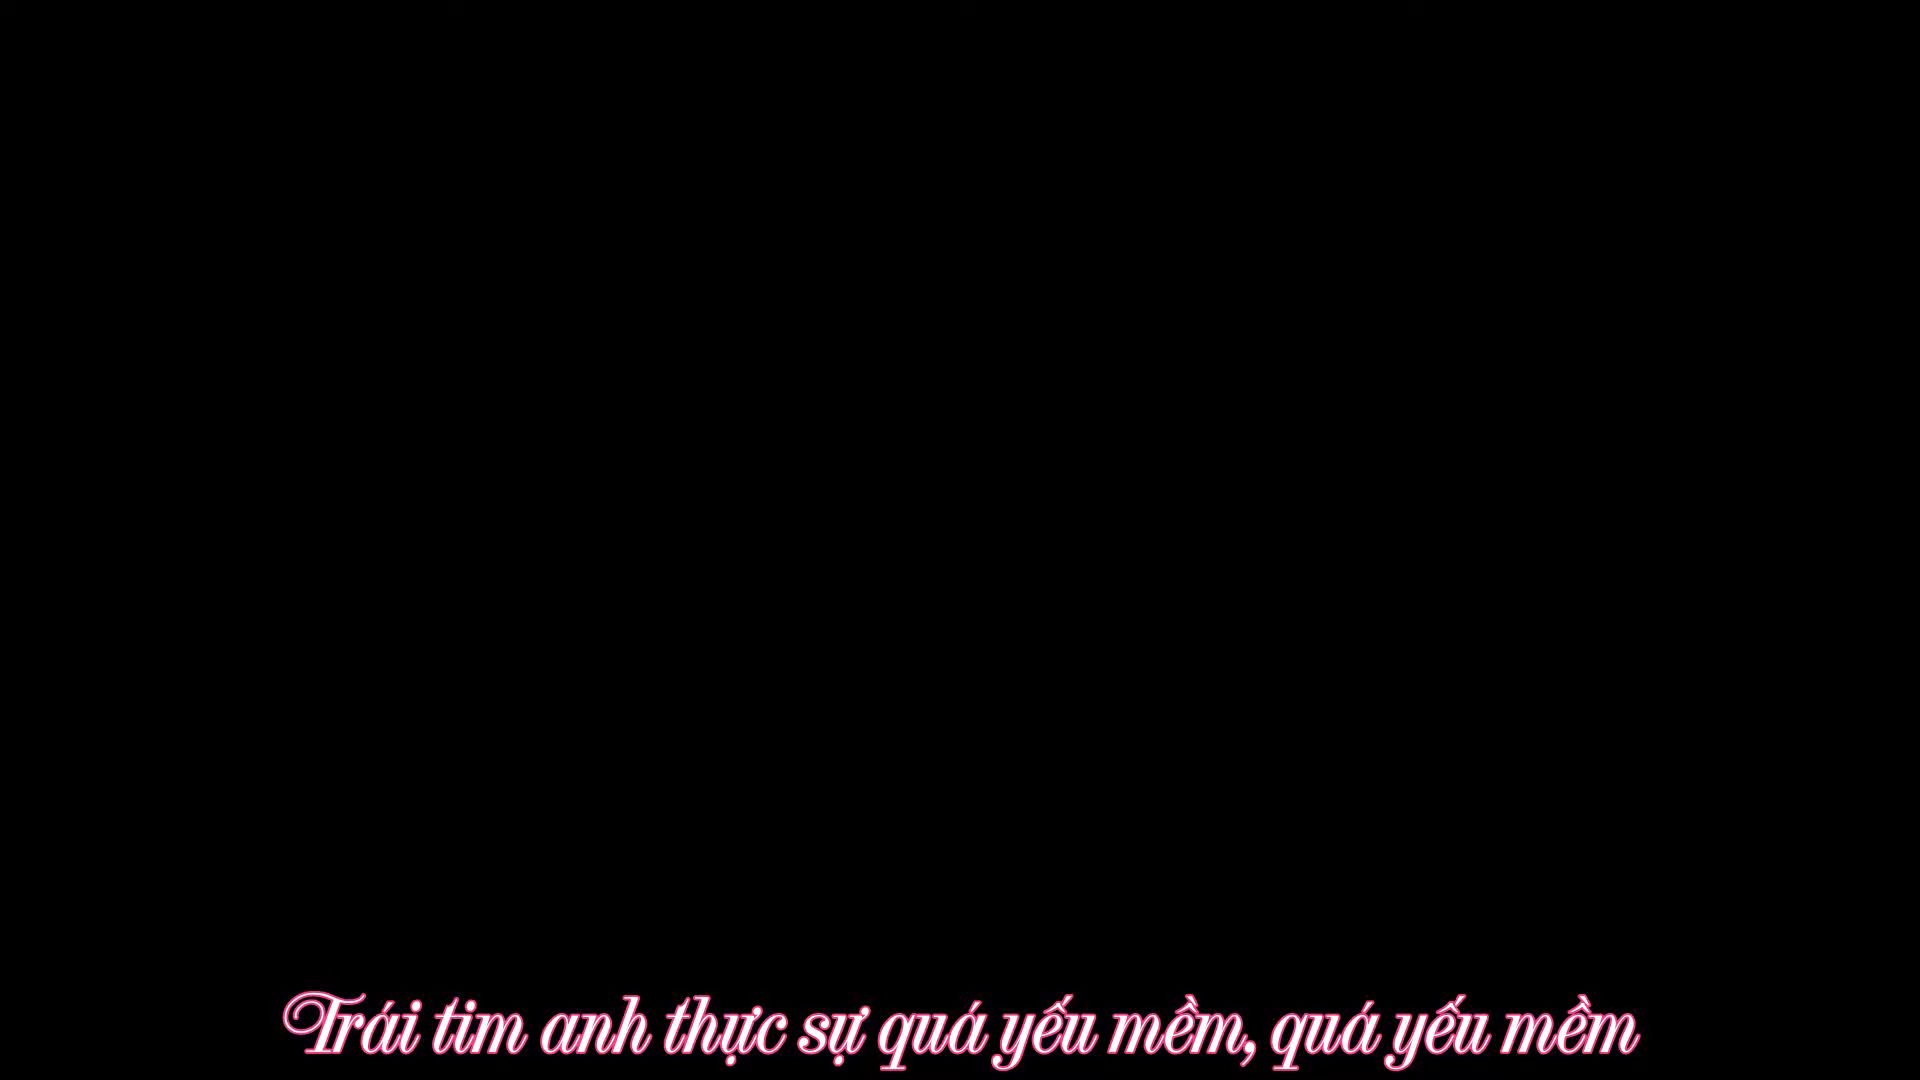 Trái tim anh thực sự quá yếu mềm, quá yếu mềm